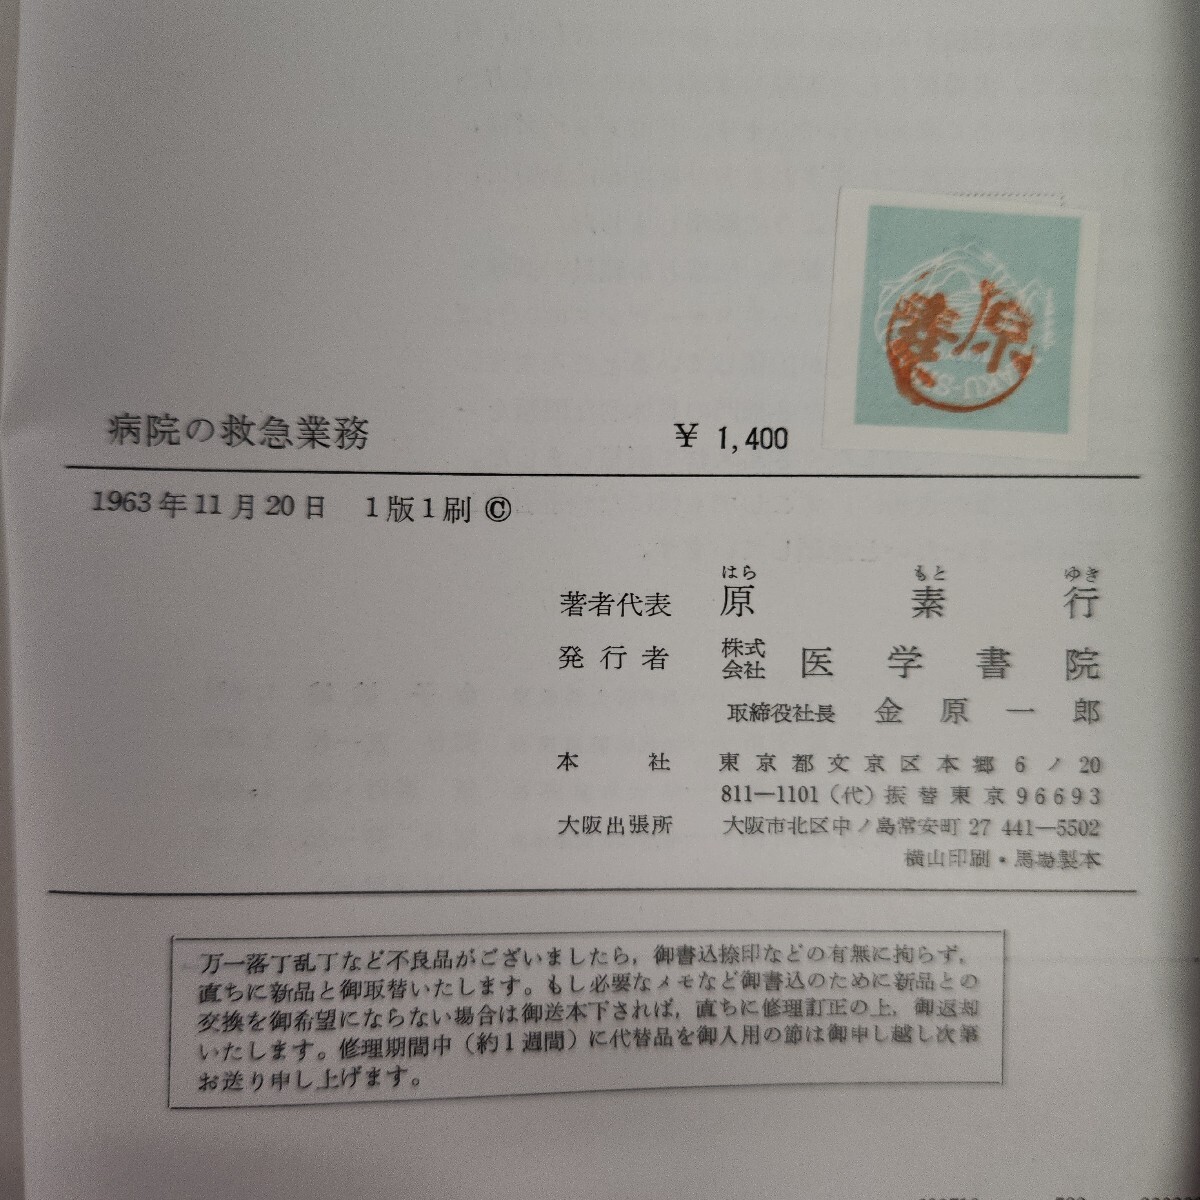 病院の救急業務 ¥ 1,400
1963年11月20日 1版1刷 ©
はら もと ゆき
著者代表 原 素 行
発行者 株式会社 医学書院
取締役社長 金原一郎
本社 東京都文京区本郷6ノ20
811—1101（代）振替東京96693
大阪出張所 大阪市北区中ノ島常安町27 441—5502
横山印刷・馬場製本
万一落丁乱丁など不良品がございましたら，御書込捺印などの有無に拘らず，
直ちに新品と御取替いたします。もし必要なメモなど御書込のために新品との
交換を御希望にならない場合は御送本下されば，直ちに修理訂正の上，御返却
いたします。修理期間中（約1週間）に代替品を御入用の節は御申し越し次第
お送り申し上げます。